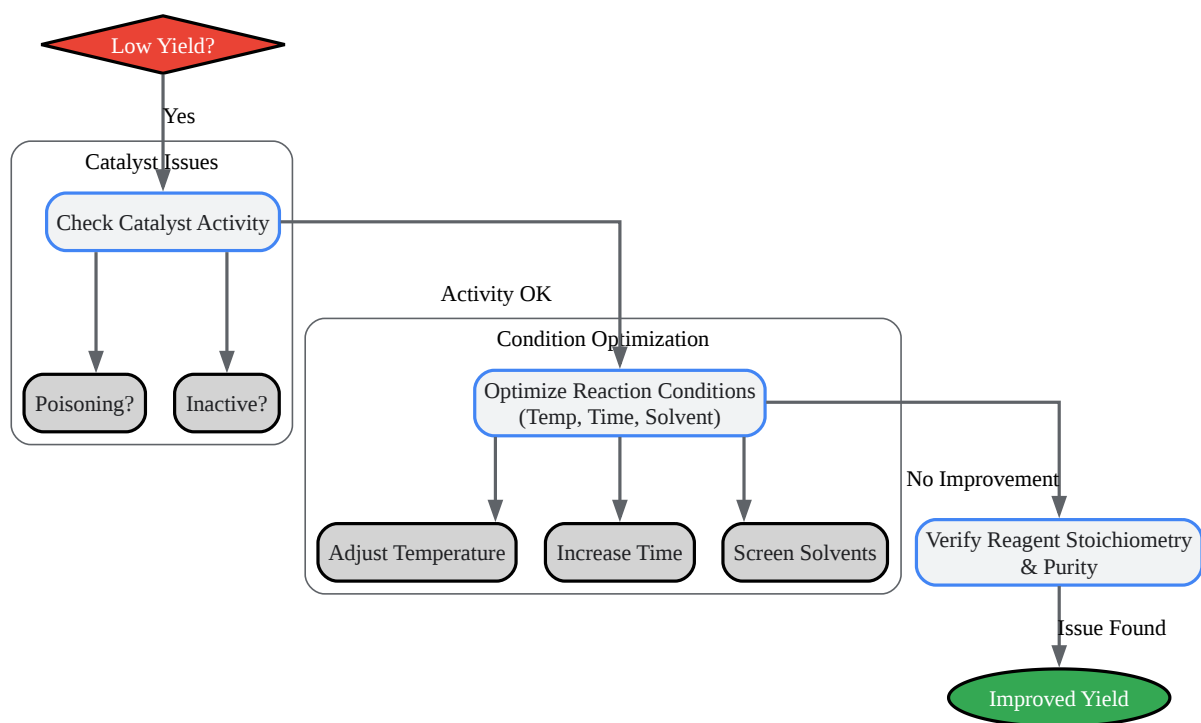 Low Yield?
Yes
Catalyst Issues
Check Catalyst Activity
Poisoning?
Inactive?
Activity OK
Condition Optimization
Optimize Reaction Conditions
(Temp, Time, Solvent)
Adjust Temperature
Increase Time
Screen Solvents
No Improvement
Verify Reagent Stoichiometry
& Purity
Issue Found
Improved Yield